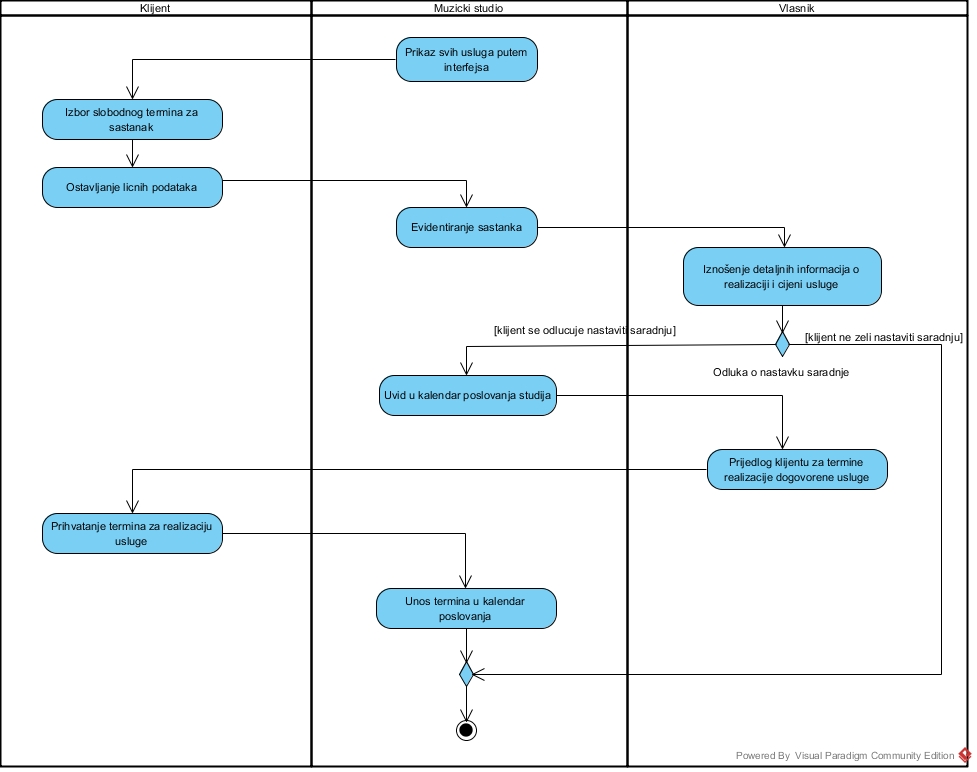 Klijent
Muzicki studio
Vlasnik
Prikaz svih usluga putem
interfejsa
Izbor slobodnog termina za
sastanak
Ostavljanje licnih podataka
Evidentiranje sastanka
Iznošenje detaljnih informacija o
realizaciji i cijeni usluge
[klijent se odlucuje nastaviti saradnju]
[klijent ne zeli nastaviti saradnju]
Odluka o nastavku saradnje
Uvid u kalendar poslovanja studija
Prijedlog klijentu za termine
realizacije dogovorene usluge
Prihvatanje termina za realizaciju
usluge
Unos termina u kalendar
poslovanja
Powered By Visual Paradigm Community Edition